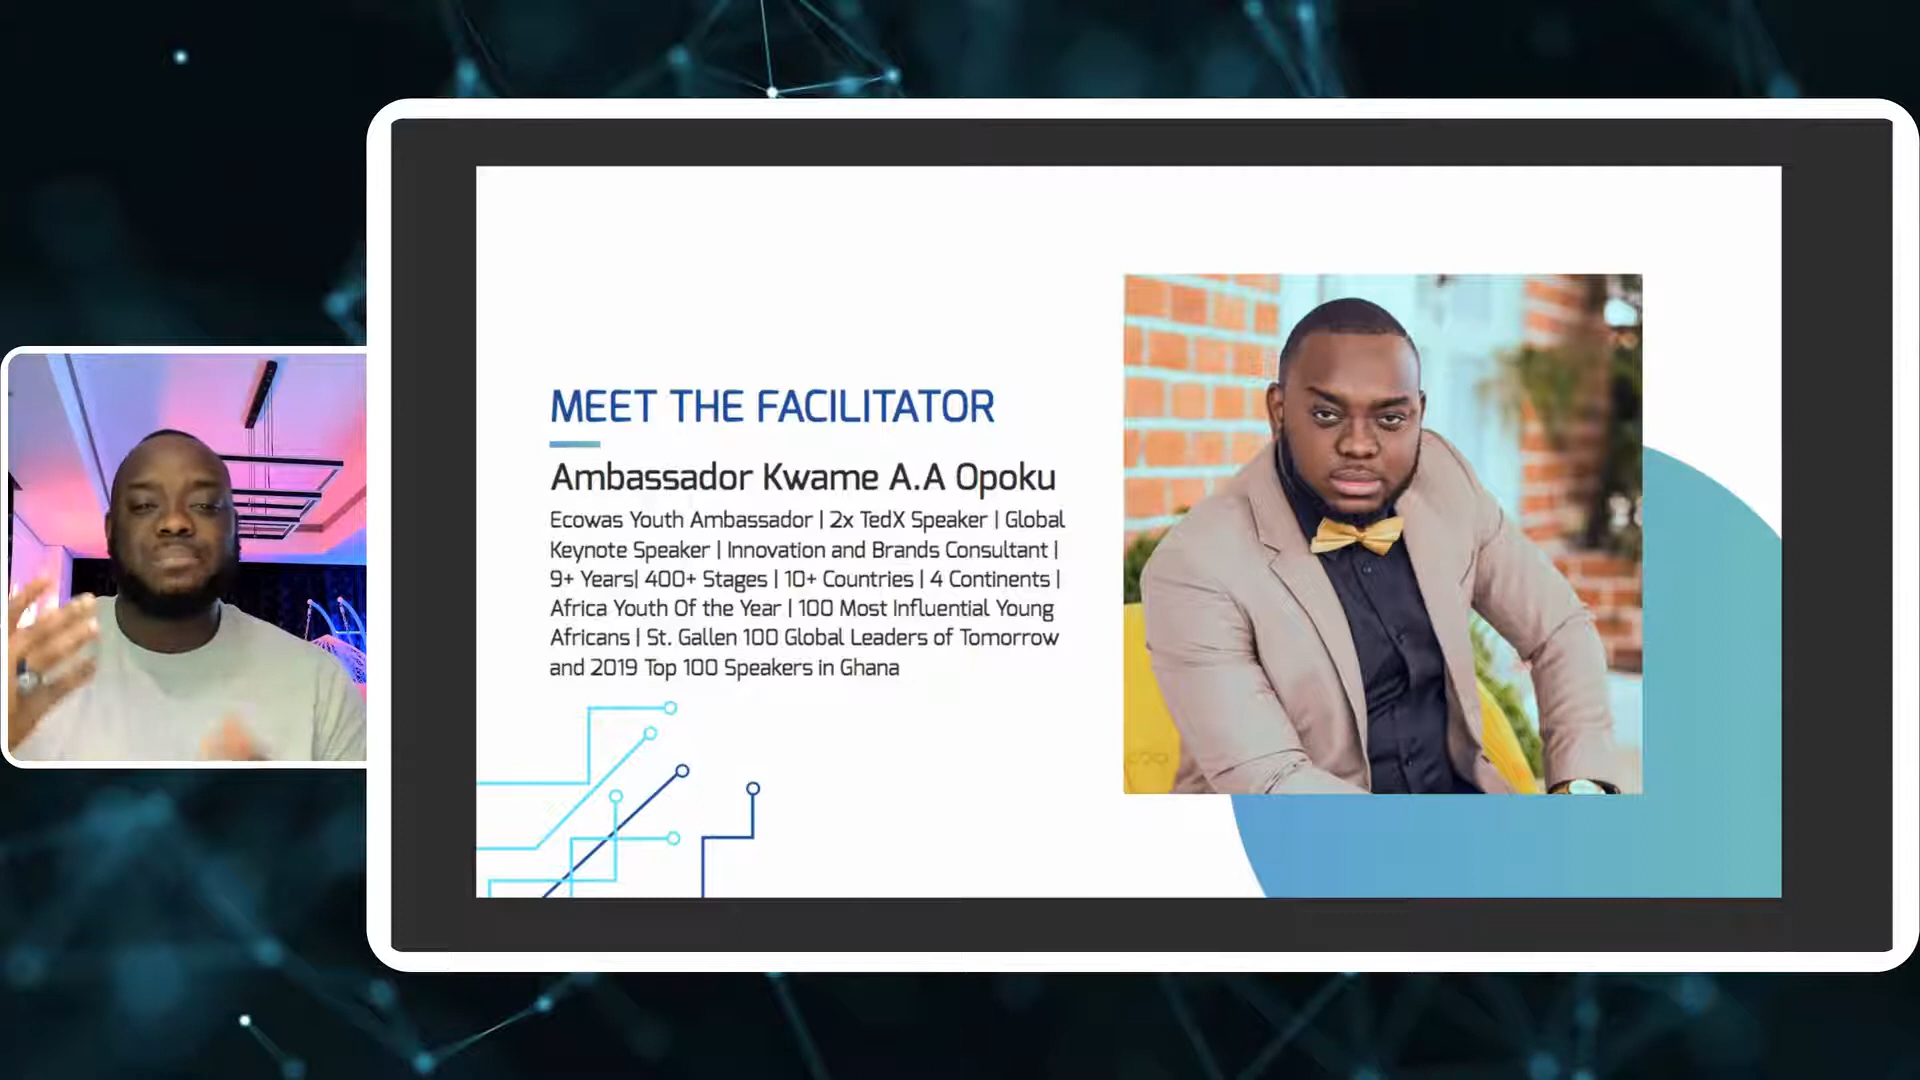 MEET THE FACILITATOR
Ambassador Kwame A.A Opoku
Ecowas Youth Ambassador | 2x TedX Speaker | Global
Keynote Speaker | Innovation and Brands Consultant |
9+ Years| 400+ Stages | 10+ Countries | 4 Continents |
Africa Youth Of the Year | 100 Most Influential Young
Africans | St. Gallen 100 Global Leaders of Tomorrow
and 2019 Top 100 Speakers in Ghana